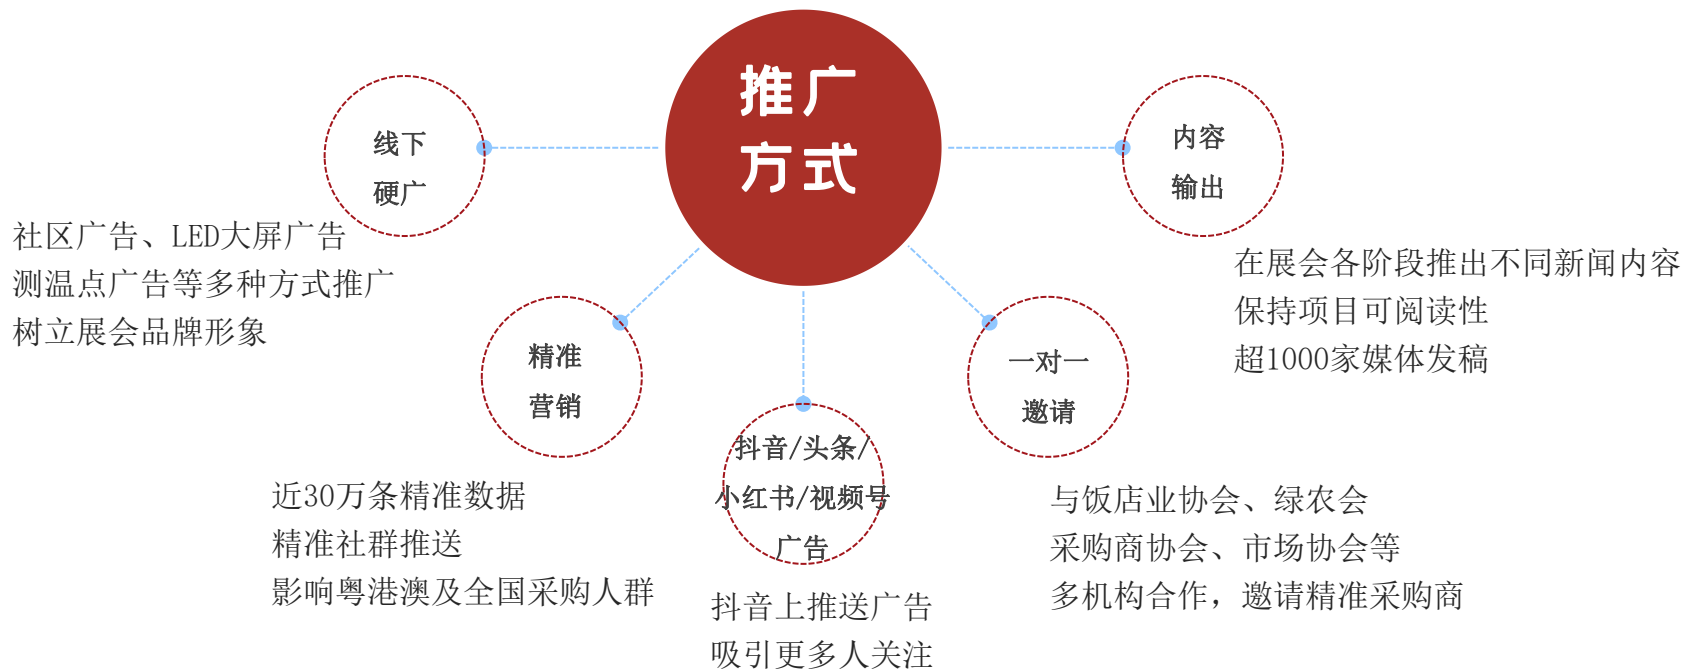 推广
方式
线下
硬广
社区广告、LED大屏广告
测温点广告等多种方式推广
树立展会品牌形象
精准
营销
近30万条精准数据
精准社群推送
影响粤港澳及全国采购人群
抖音/头条/
小红书/视频号
广告
抖音上推送广告
吸引更多人关注
一对一
邀请
与饭店业协会、绿农会
采购商协会、市场协会等
多机构合作，邀请精准采购商
内容
输出
在展会各阶段推出不同新闻内容
保持项目可阅读性
超1000家媒体发稿